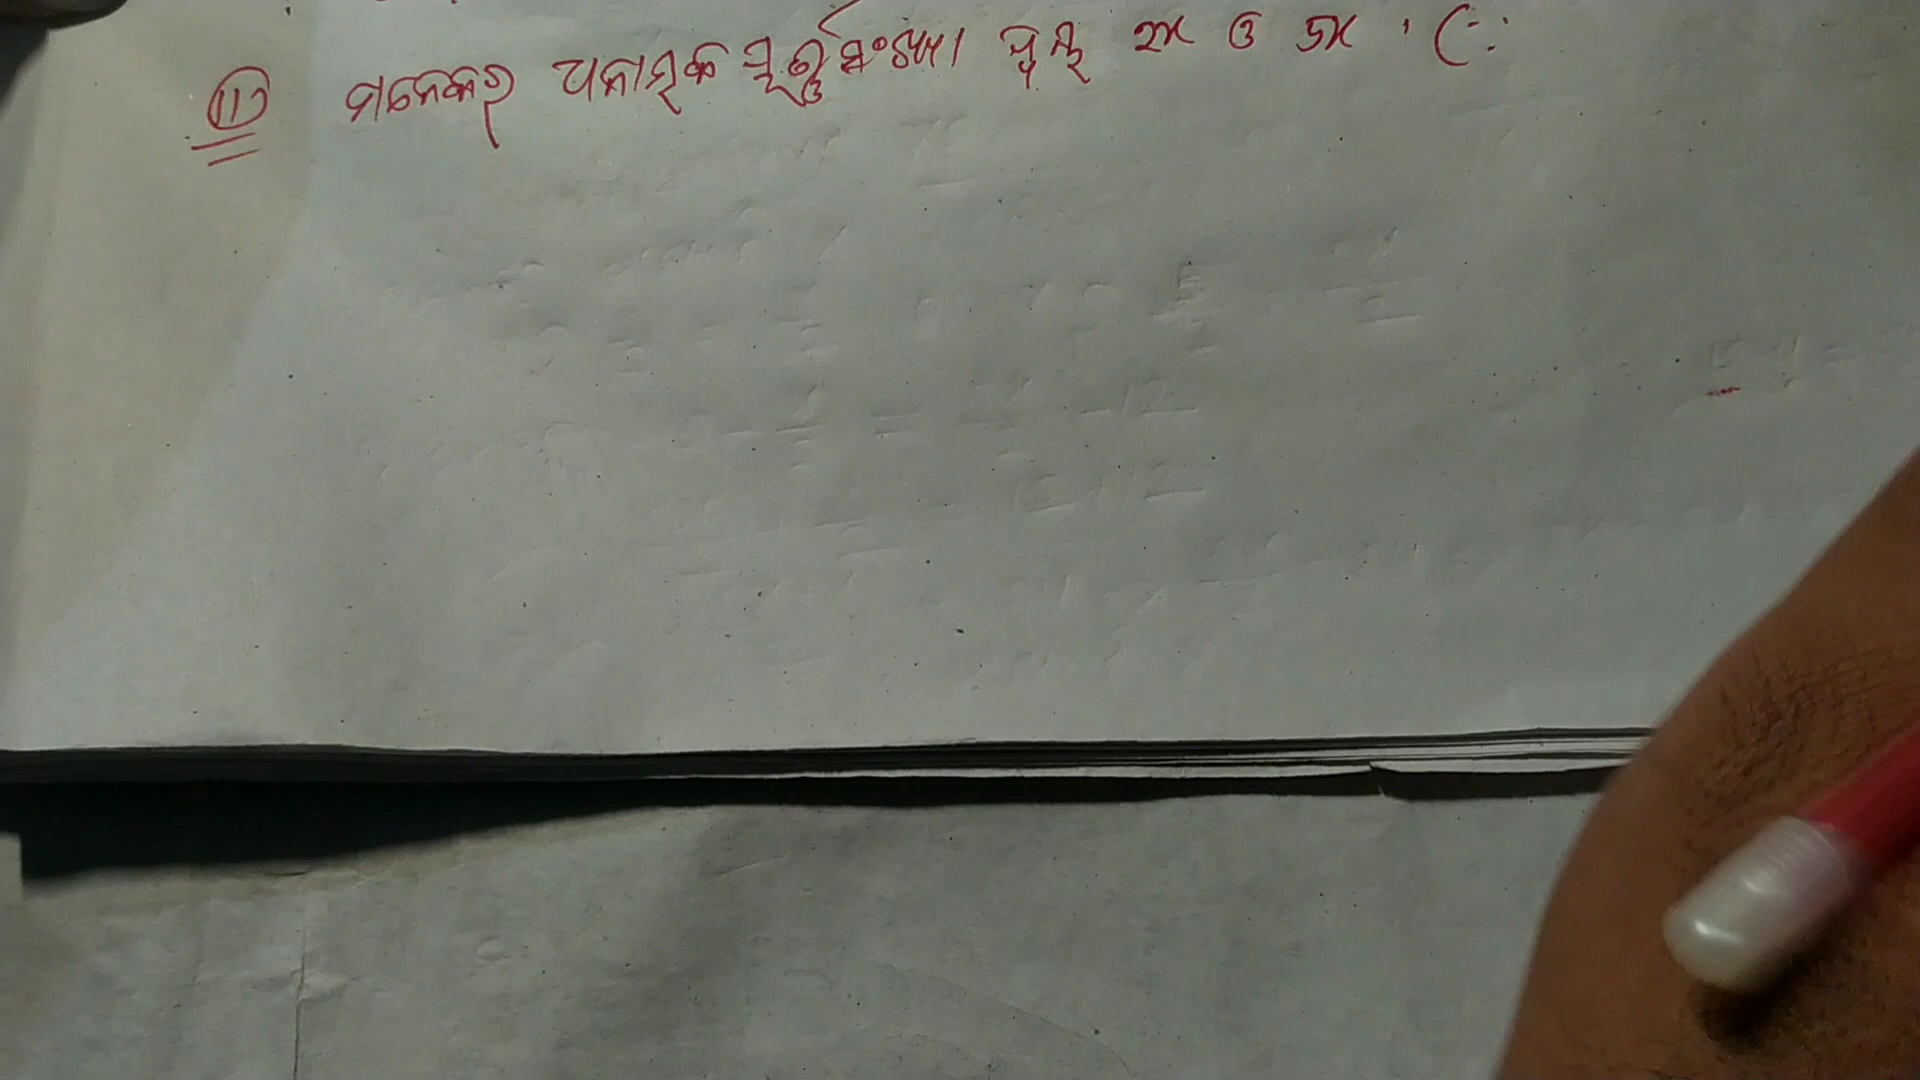 (11) ମନେକର ଧନାତ୍ମକ ପୂର୍ଣ୍ଣସଂଖ୍ୟା ଦ୍ୱୟ 2x ଓ 5x . (∵